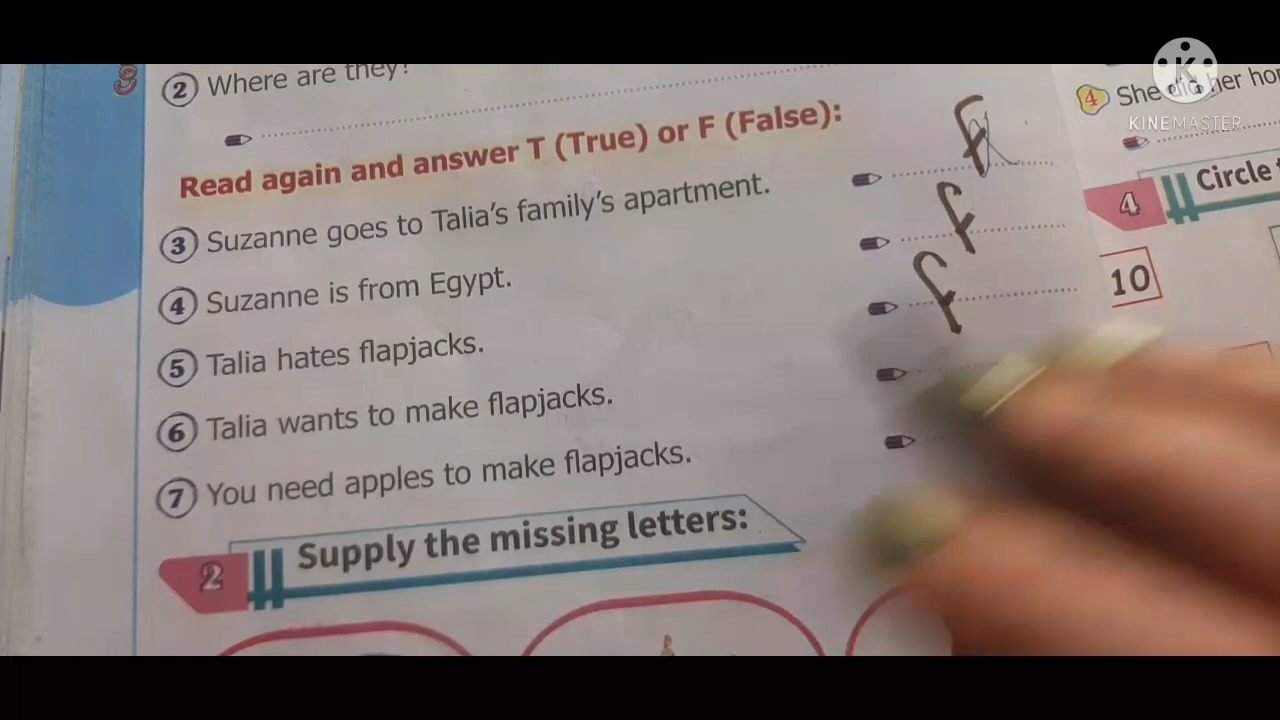 ② Where are they?
Read again and answer T (True) or F (False):
③ Suzanne goes to Talia's family's apartment. F
④ Suzanne is from Egypt. F
⑤ Talia hates flapjacks. F
⑥ Talia wants to make flapjacks.
⑦ You need apples to make flapjacks.
2 Supply the missing letters:
4 She did her
4 Circle
10
KINEMASTER